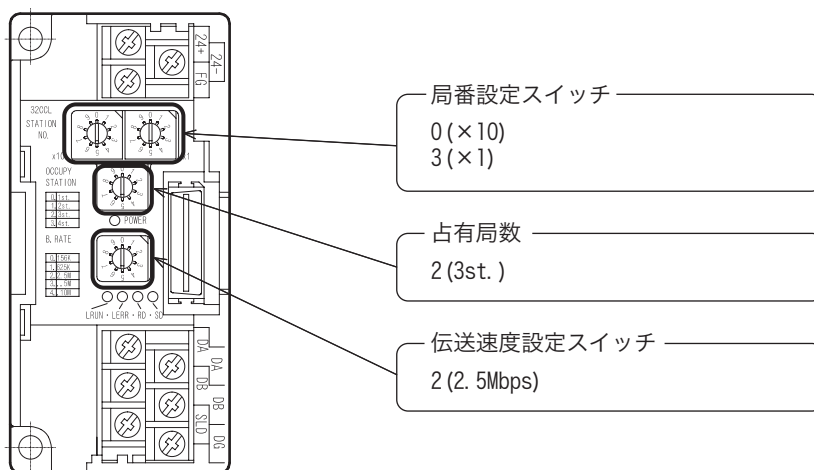 24+
24-
FG
32CCL
STATION
NO.
x10
x1
OCCUPY
STATION
0.1st.
1.2st.
2.3st.
3.4st.
POWER
B. RATE
0.156K
1.625K
2.2.5M
3. .5M
4. 10M
LRUN・LERR・RD・SD
DA
DA
DB
DB
SLD
DG
局番設定スイッチ
0(×10)
3(×1)
占有局数
2(3st.)
伝送速度設定スイッチ
2(2.5Mbps)